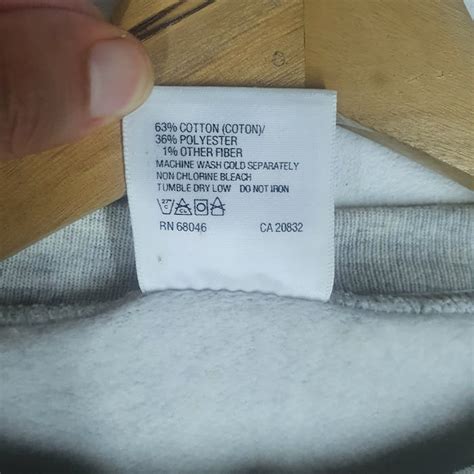 63% COTTON (COTON)/
36% POLYESTER
1% OTHER FIBER
MACHINE WASH COLD SEPARATELY
NON CHLORINE BLEACH
TUMBLE DRY LOW DO NOT IRON
RN 68046 CA 20832